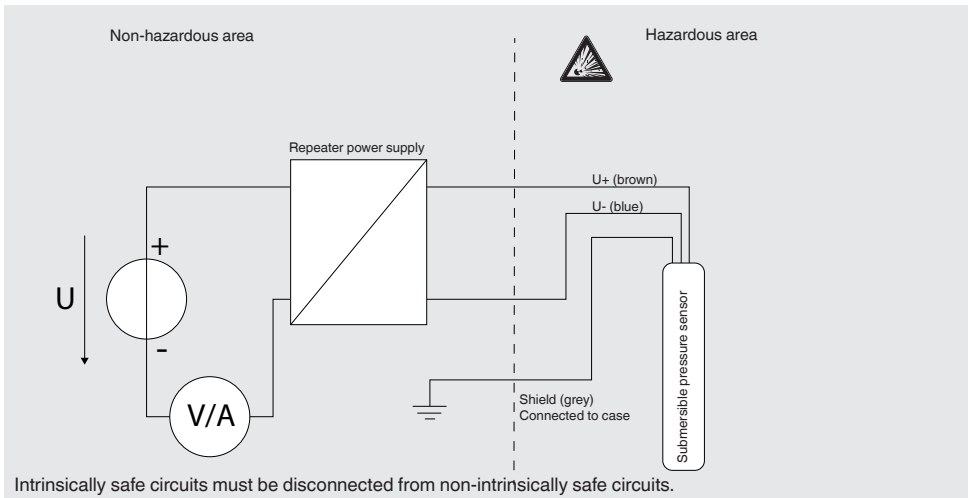 Non-hazardous area
Hazardous area
Repeater power supply
U+ (brown)
U- (blue)
+
U
-
V/A
Shield (grey)
Connected to case
Submersible pressure sensor
Intrinsically safe circuits must be disconnected from non-intrinsically safe circuits.